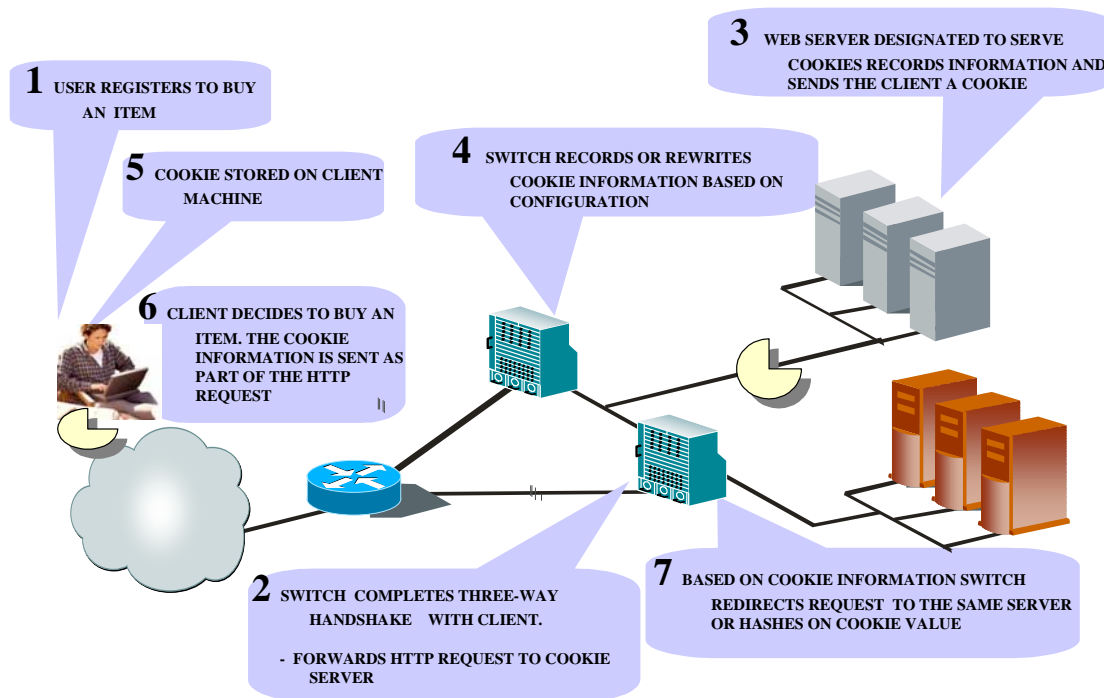 1 USER REGISTERS TO BUY
AN ITEM
5 COOKIE STORED ON CLIENT
MACHINE
6 CLIENT DECIDES TO BUY AN
ITEM. THE COOKIE
INFORMATION IS SENT AS
PART OF THE HTTP
REQUEST
4 SWITCH RECORDS OR REWRITES
COOKIE INFORMATION BASED ON
CONFIGURATION
3 WEB SERVER DESIGNATED TO SERVE
COOKIES RECORDS INFORMATION AND
SENDS THE CLIENT A COOKIE
2 SWITCH COMPLETES THREE-WAY
HANDSHAKE WITH CLIENT.
- FORWARDS HTTP REQUEST TO COOKIE
SERVER
7 BASED ON COOKIE INFORMATION SWITCH
REDIRECTS REQUEST TO THE SAME SERVER
OR HASHES ON COOKIE VALUE